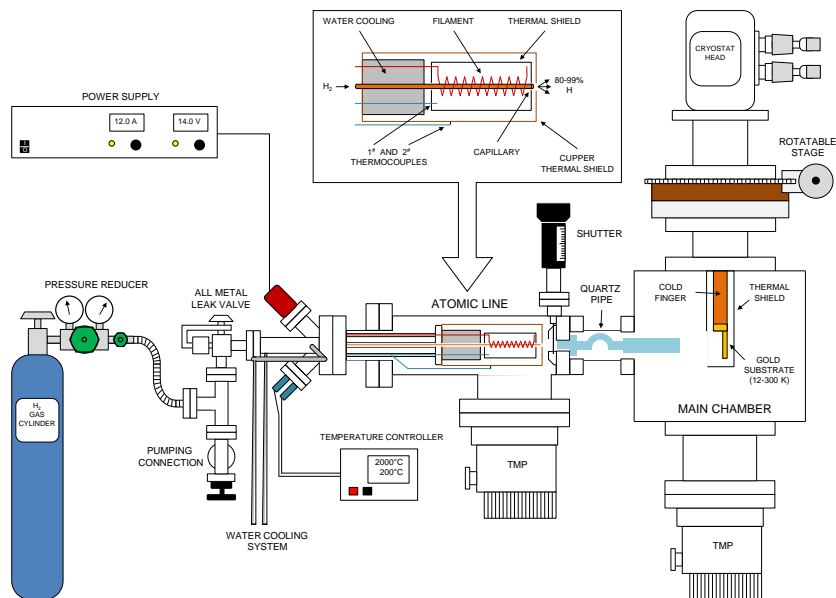 WATER COOLING
FILAMENT
THERMAL SHIELD
H2
80-99%
H
1# AND 2#
THERMOCOUPLES
CAPILLARY
CUPPER
THERMAL SHIELD
CRYOSTAT
HEAD
POWER SUPPLY
12.0 A
14.0 V
I
O
ROTATABLE
STAGE
SHUTTER
PRESSURE REDUCER
ALL METAL
LEAK VALVE
ATOMIC LINE
QUARTZ
PIPE
COLD
FINGER
THERMAL
SHIELD
GOLD
SUBSTRATE
(12-300 K)
MAIN CHAMBER
H2
GAS
CYLINDER
PUMPING
CONNECTION
TEMPERATURE CONTROLLER
2000°C
200°C
TMP
WATER COOLING
SYSTEM
TMP